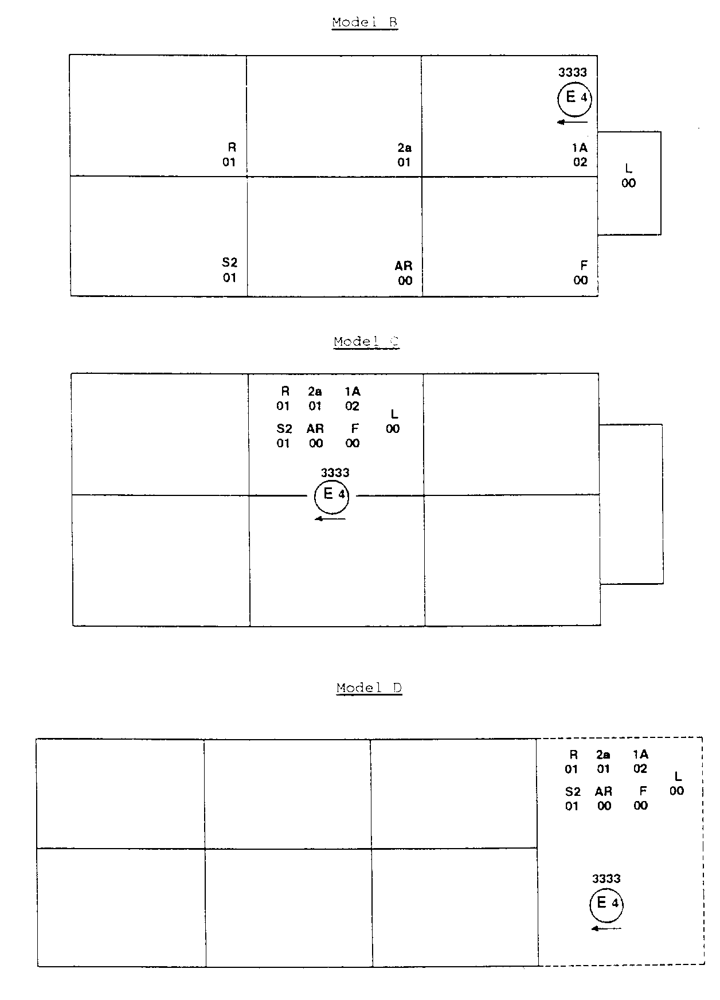 Model B
3333
E 4
R 2a 1A
01 01 02
L
00
S2 AR F
01 00 00
Model C
R 2a 1A
01 01 02
L
S2 AR F 00
01 00 00
3333
E 4
Model D
R 2a 1A
01 01 02
L
S2 AR F 00
01 00 00
3333
E 4